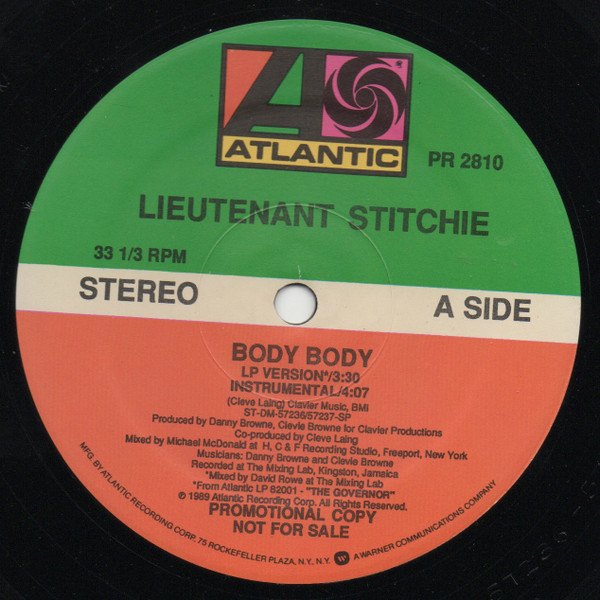 ATLANTIC
PR 2810
LIEUTENANT STITCHIE
33 1/3 RPM
STEREO
A SIDE
BODY BODY
LP VERSION*/3:30
INSTRUMENTAL/4:07
(Cleve Laing) Clavier Music, BMI
ST-DM-57236/57237-SP
Produced by Danny Browne, Clevie Browne for Clavier Productions
Co-produced by Cleve Laing
Mixed by Michael McDonald at H, C & F Recording Studio, Freeport, New York
Musicians: Danny Browne and Clevie Browne
Recorded at The Mixing Lab, Kingston, Jamaica
*Mixed by David Rowe at The Mixing Lab
*From Atlantic LP 82001 - "THE GOVERNOR"
© 1989 Atlantic Recording Corp. All Rights Reserved.
PROMOTIONAL COPY
NOT FOR SALE
MFG. BY ATLANTIC RECORDING CORP. 75 ROCKEFELLER PLAZA, N.Y. N.Y. A WARNER COMMUNICATIONS COMPANY